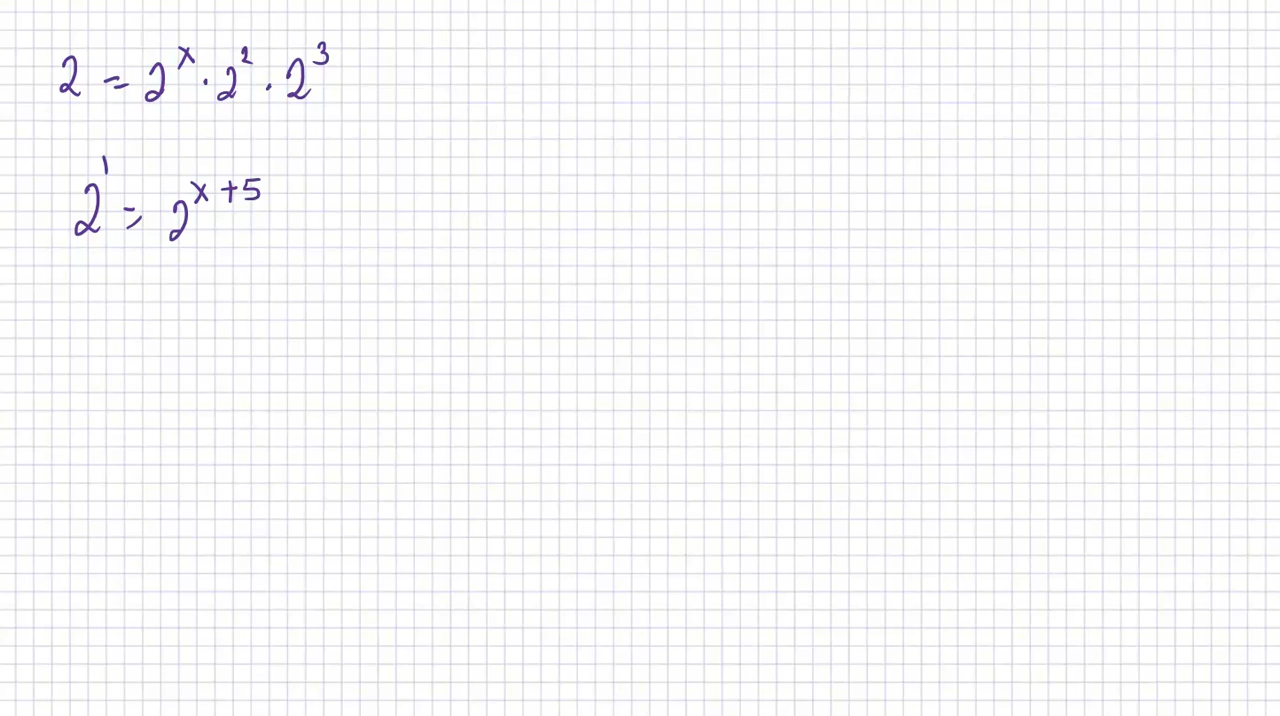 2 = 2^x · 2^2 · 2^3
2^1 = 2^{x+5}